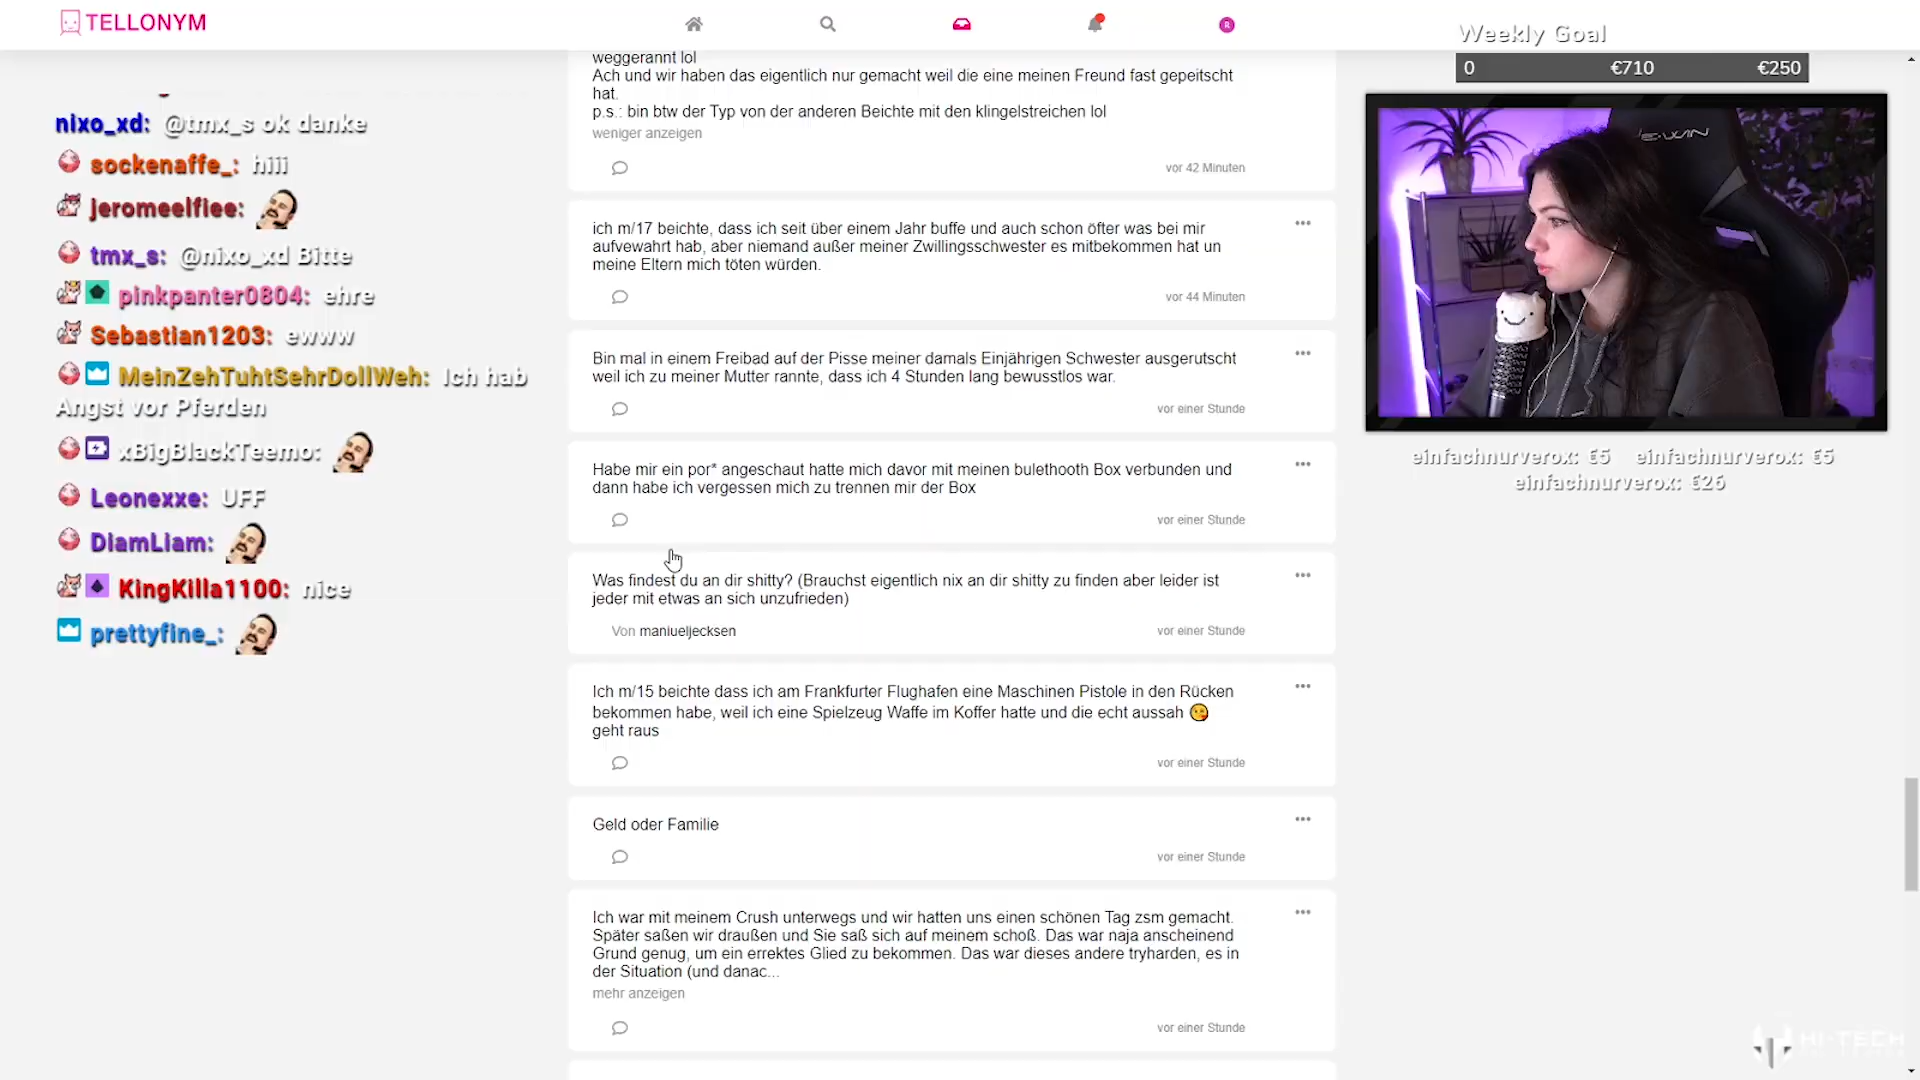 TELLONYM
R
Weekly Goal
0 €710 €250
nixo_xd: @tmx_s ok danke
sockenaffe_: hiii
jeromeelfiee:
tmx_s: @nixo_xd Bitte
pinkpanter0804: ehre
Sebastian1203: ewww
MeinZehTuhtSehrDollWeh: Ich hab
Angst vor Pferden
xBigBlackTeemo:
Leonexxe: UFF
DiamLiam:
KingKilla1100: nice
prettyfine_:
weggerannt lol
Ach und wir haben das eigentlich nur gemacht weil die eine meinen Freund fast gepeitscht
hat.
p.s.: bin btw der Typ von der anderen Beichte mit den klingelstreichen lol
weniger anzeigen
vor 42 Minuten
ich m/17 beichte, dass ich seit über einem Jahr buffe und auch schon öfter was bei mir
aufvewahrt hab, aber niemand außer meiner Zwillingsschwester es mitbekommen hat un
meine Eltern mich töten würden.
vor 44 Minuten
Bin mal in einem Freibad auf der Pisse meiner damals Einjährigen Schwester ausgerutscht
weil ich zu meiner Mutter rannte, dass ich 4 Stunden lang bewusstlos war.
vor einer Stunde
Habe mir ein por* angeschaut hatte mich davor mit meinen bulethooth Box verbunden und
dann habe ich vergessen mich zu trennen mir der Box
vor einer Stunde
Was findest du an dir shitty? (Brauchst eigentlich nix an dir shitty zu finden aber leider ist
jeder mit etwas an sich unzufrieden)
Von maniueljecksen vor einer Stunde
Ich m/15 beichte dass ich am Frankfurter Flughafen eine Maschinen Pistole in den Rücken
bekommen habe, weil ich eine Spielzeug Waffe im Koffer hatte und die echt aussah 😘
geht raus
vor einer Stunde
Geld oder Familie
vor einer Stunde
Ich war mit meinem Crush unterwegs und wir hatten uns einen schönen Tag zsm gemacht.
Später saßen wir draußen und Sie saß sich auf meinem schoß. Das war naja anscheinend
Grund genug, um ein errektes Glied zu bekommen. Das war dieses andere tryharden, es in
der Situation (und danac...
mehr anzeigen
vor einer Stunde
E-WIN
einfachnurverox: €5 einfachnurverox: €5
einfachnurverox: €26
HI-TECH